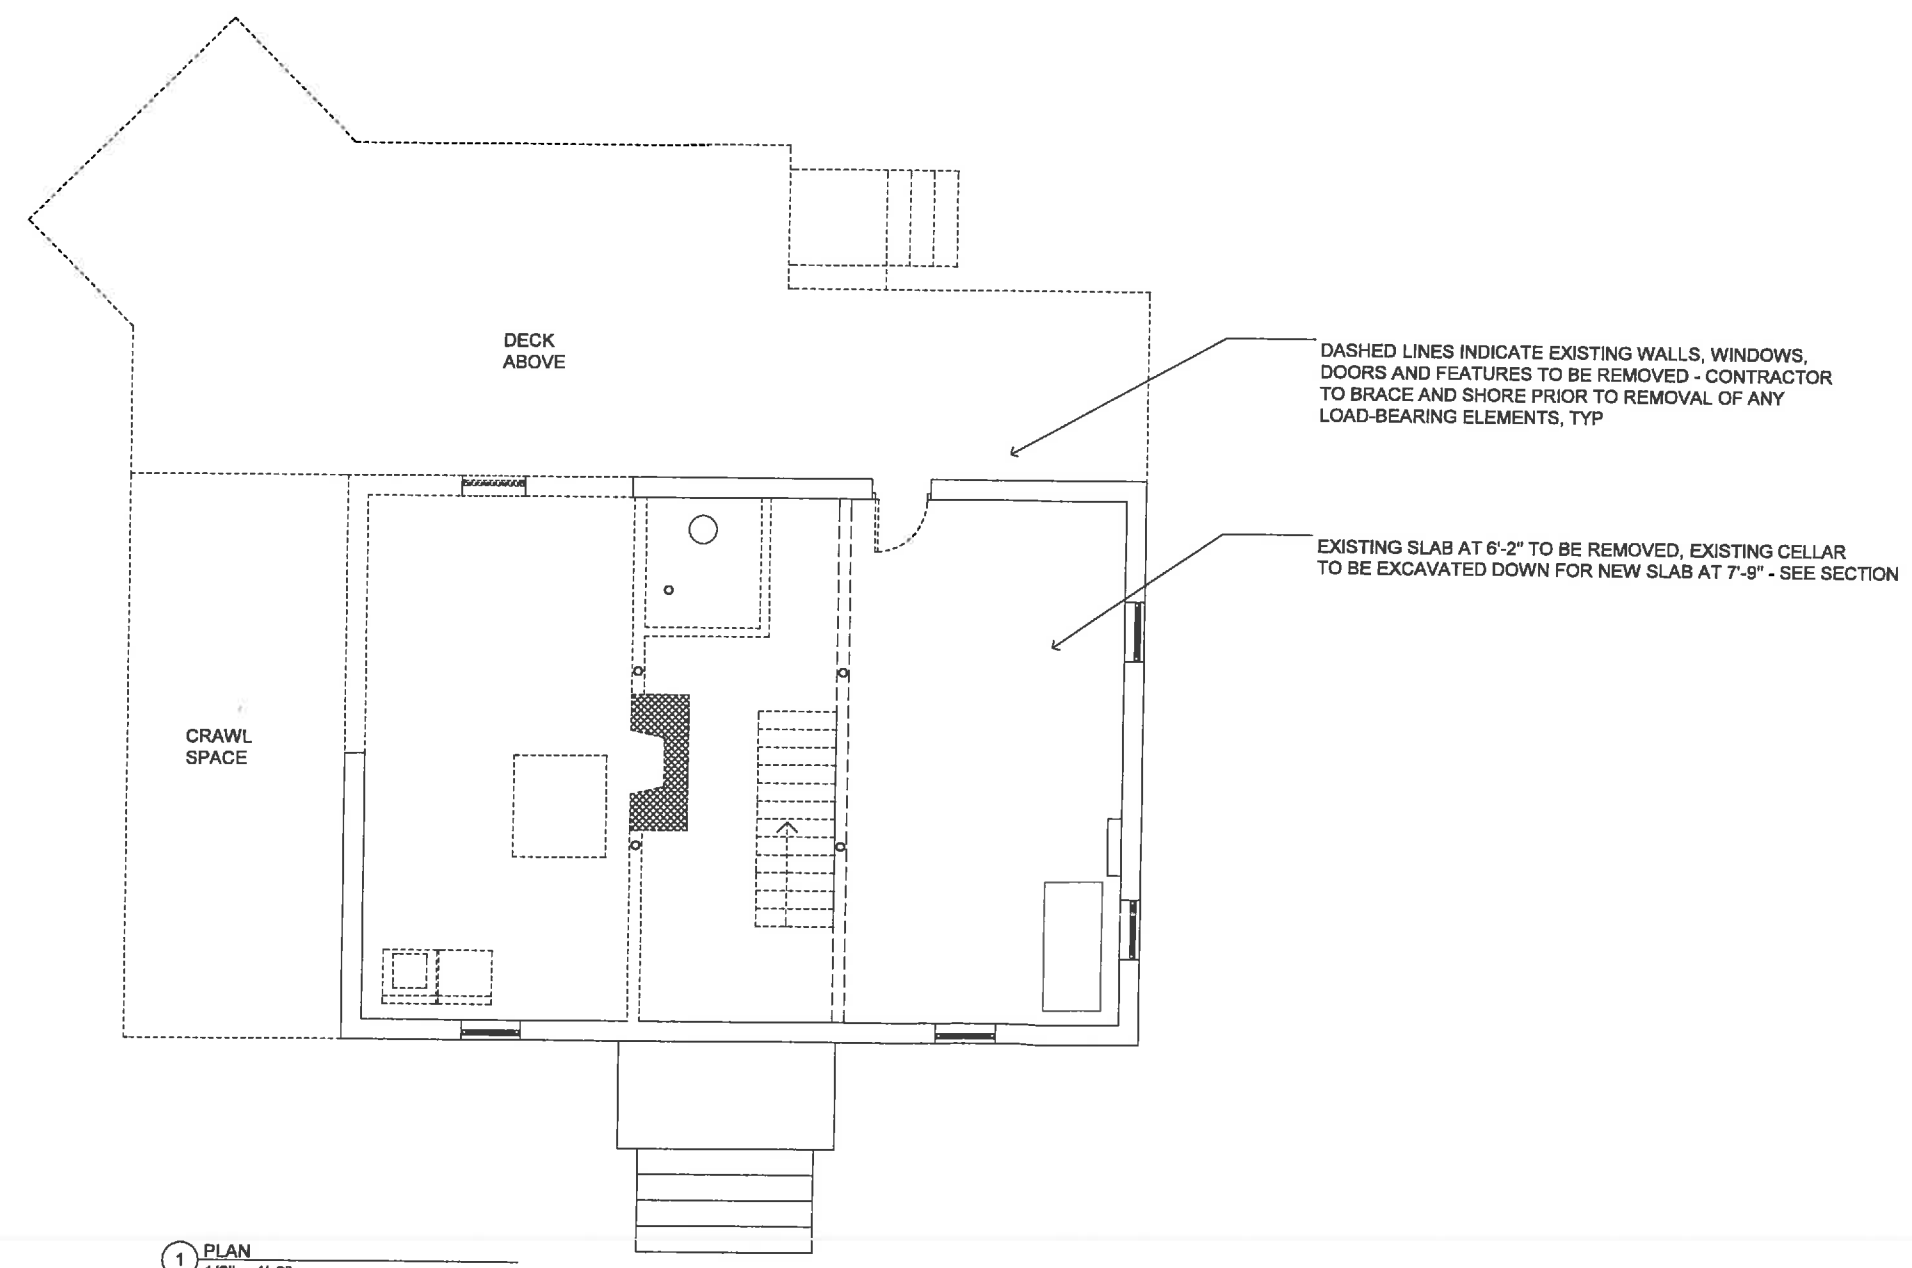 DECK
ABOVE
DASHED LINES INDICATE EXISTING WALLS, WINDOWS,
DOORS AND FEATURES TO BE REMOVED - CONTRACTOR
TO BRACE AND SHORE PRIOR TO REMOVAL OF ANY
LOAD-BEARING ELEMENTS, TYP
EXISTING SLAB AT 6'-2" TO BE REMOVED, EXISTING CELLAR
TO BE EXCAVATED DOWN FOR NEW SLAB AT 7'-9" - SEE SECTION
CRAWL
SPACE
1 PLAN